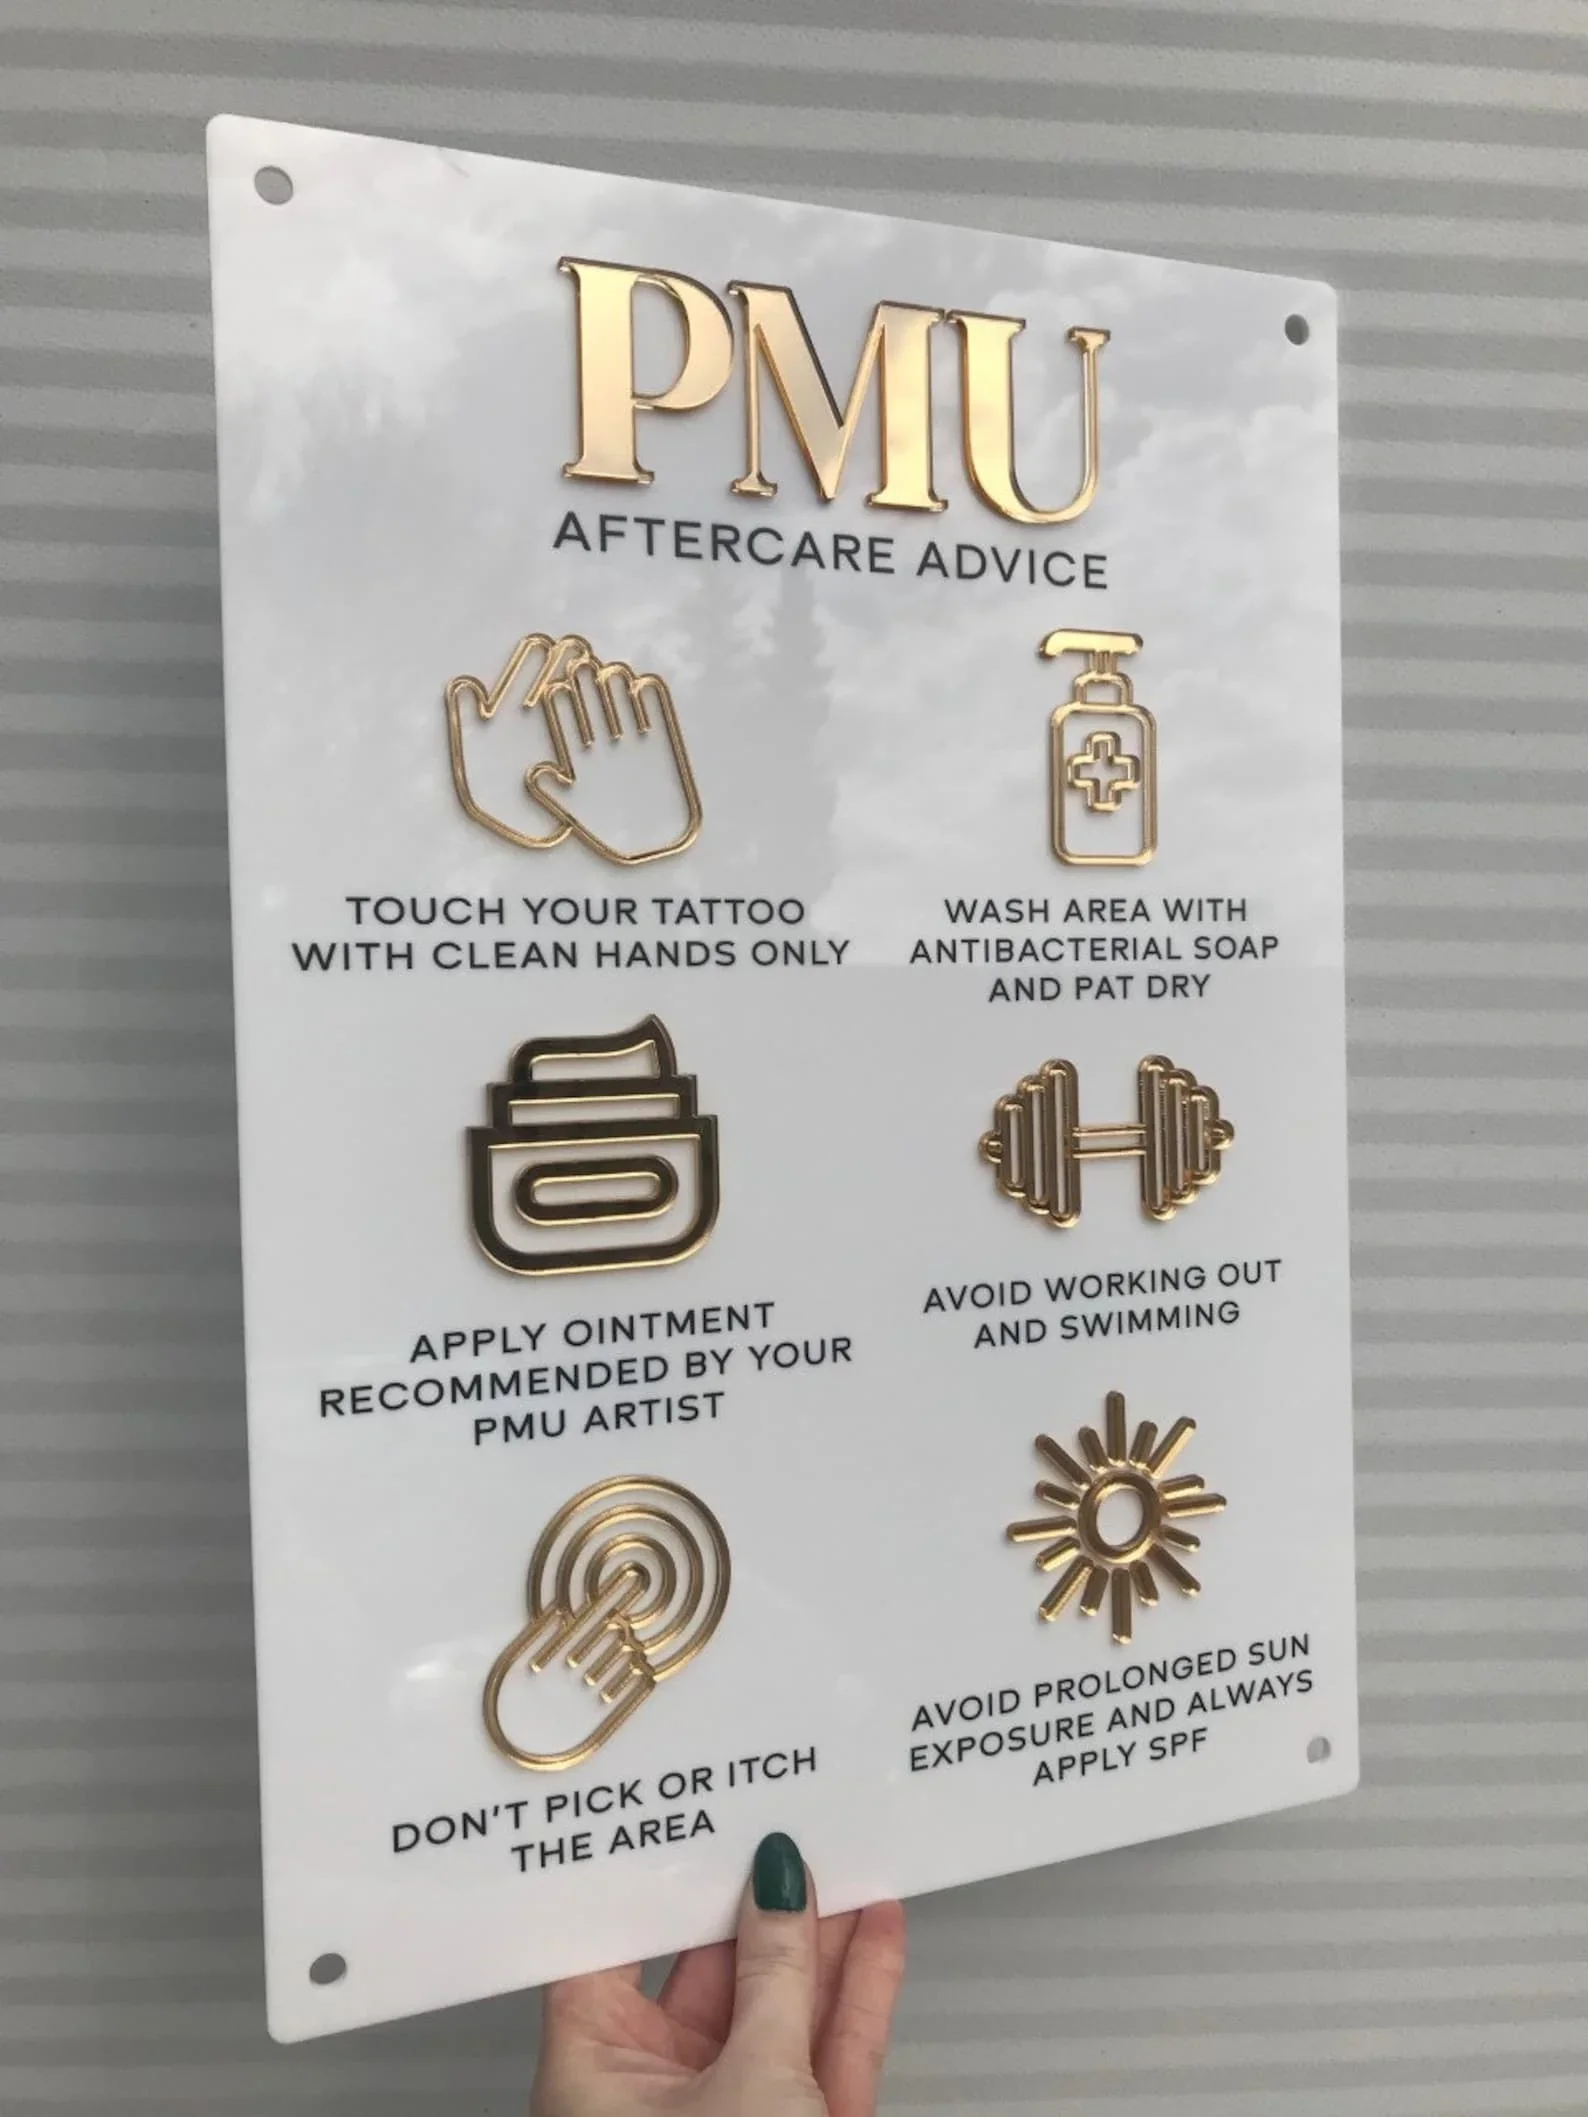 PMU
AFTERCARE ADVICE
TOUCH YOUR TATTOO
WITH CLEAN HANDS ONLY
WASH AREA WITH
ANTIBACTERIAL SOAP
AND PAT DRY
APPLY OINTMENT
RECOMMENDED BY YOUR
PMU ARTIST
AVOID WORKING OUT
AND SWIMMING
DON'T PICK OR ITCH
THE AREA
AVOID PROLONGED SUN
EXPOSURE AND ALWAYS
APPLY SPF